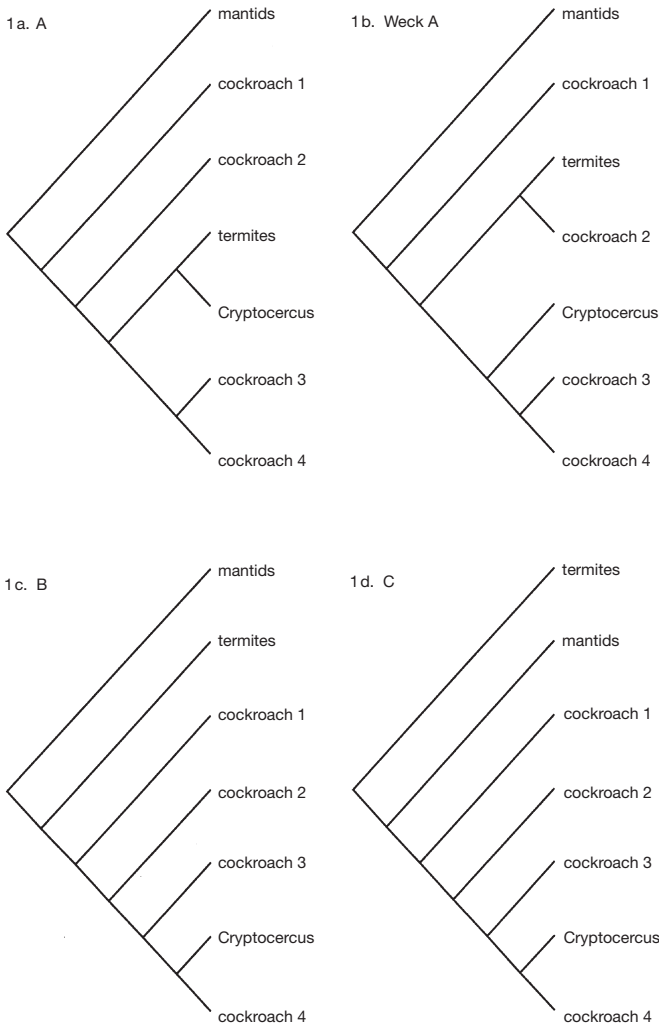 1a. A
mantids
cockroach 1
cockroach 2
termites
Cryptocercus
cockroach 3
cockroach 4
1b. Weck A
mantids
cockroach 1
termites
cockroach 2
Cryptocercus
cockroach 3
cockroach 4
1c. B
mantids
termites
cockroach 1
cockroach 2
cockroach 3
Cryptocercus
cockroach 4
1d. C
termites
mantids
cockroach 1
cockroach 2
cockroach 3
Cryptocercus
cockroach 4